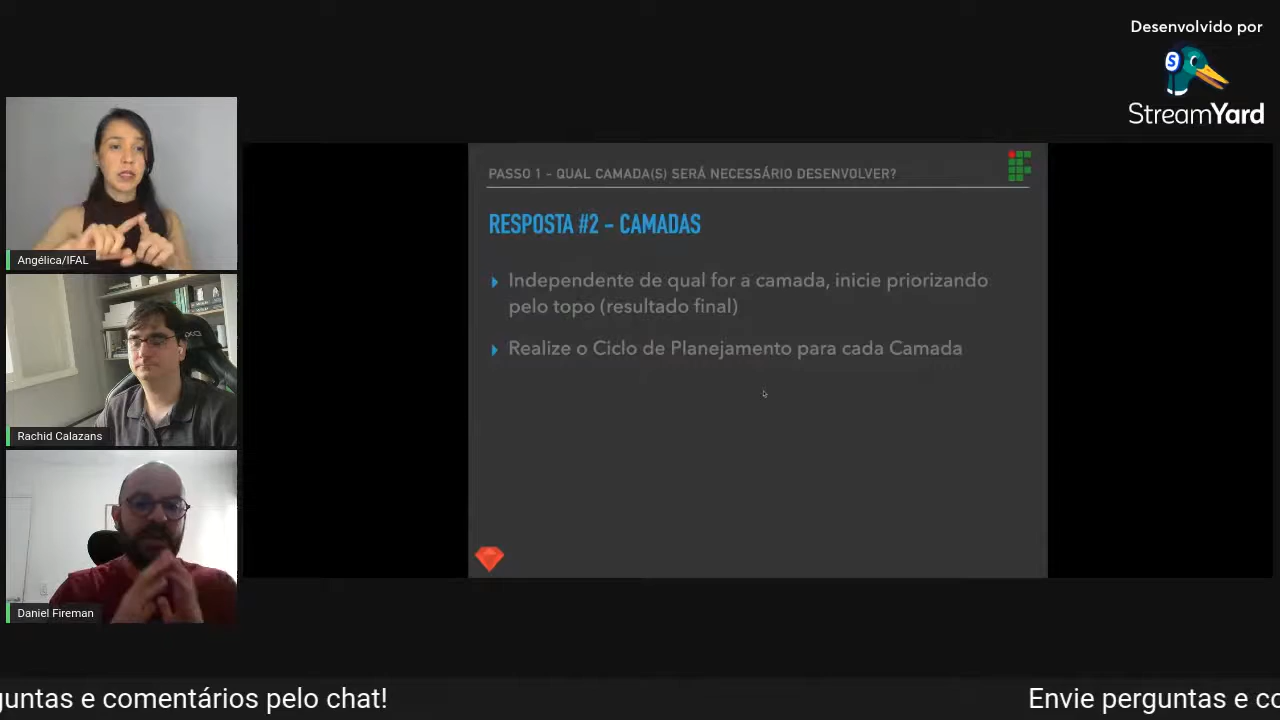 Desenvolvido por
StreamYard
Angélica/IFAL
Rachid Calazans
Daniel Fireman
PASSO 1 - QUAL CAMADA(S) SERÁ NECESSÁRIO DESENVOLVER?
RESPOSTA #2 - CAMADAS
Independente de qual for a camada, inicie priorizando
pelo topo (resultado final)
Realize o Ciclo de Planejamento para cada Camada
guntas e comentários pelo chat!
Envie perguntas e co